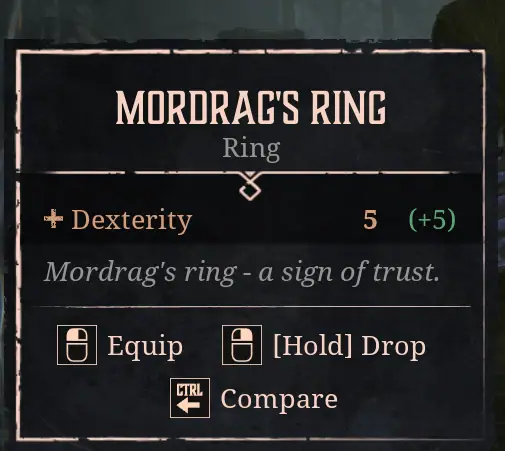 MORDRAG'S RING
Ring
Dexterity 5 (+5)
Mordrag's ring - a sign of trust.
Equip [Hold] Drop
CTRL Compare